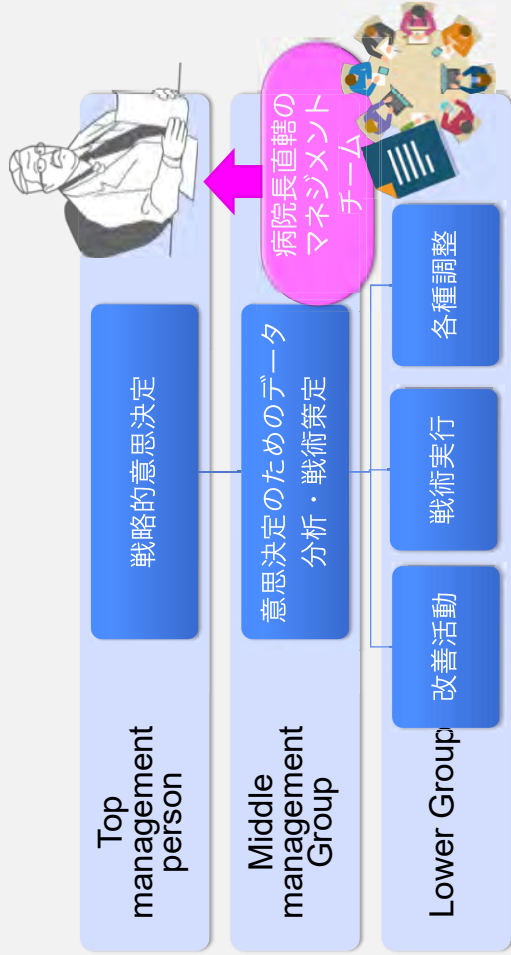 Top
management
person
戦略的意思決定
Middle
management
Group
意思決定のためのデータ
分析・戦術策定
病院長直轄の
マネジメント
チーム
Lower Group
改善活動
戦術実行
各種調整